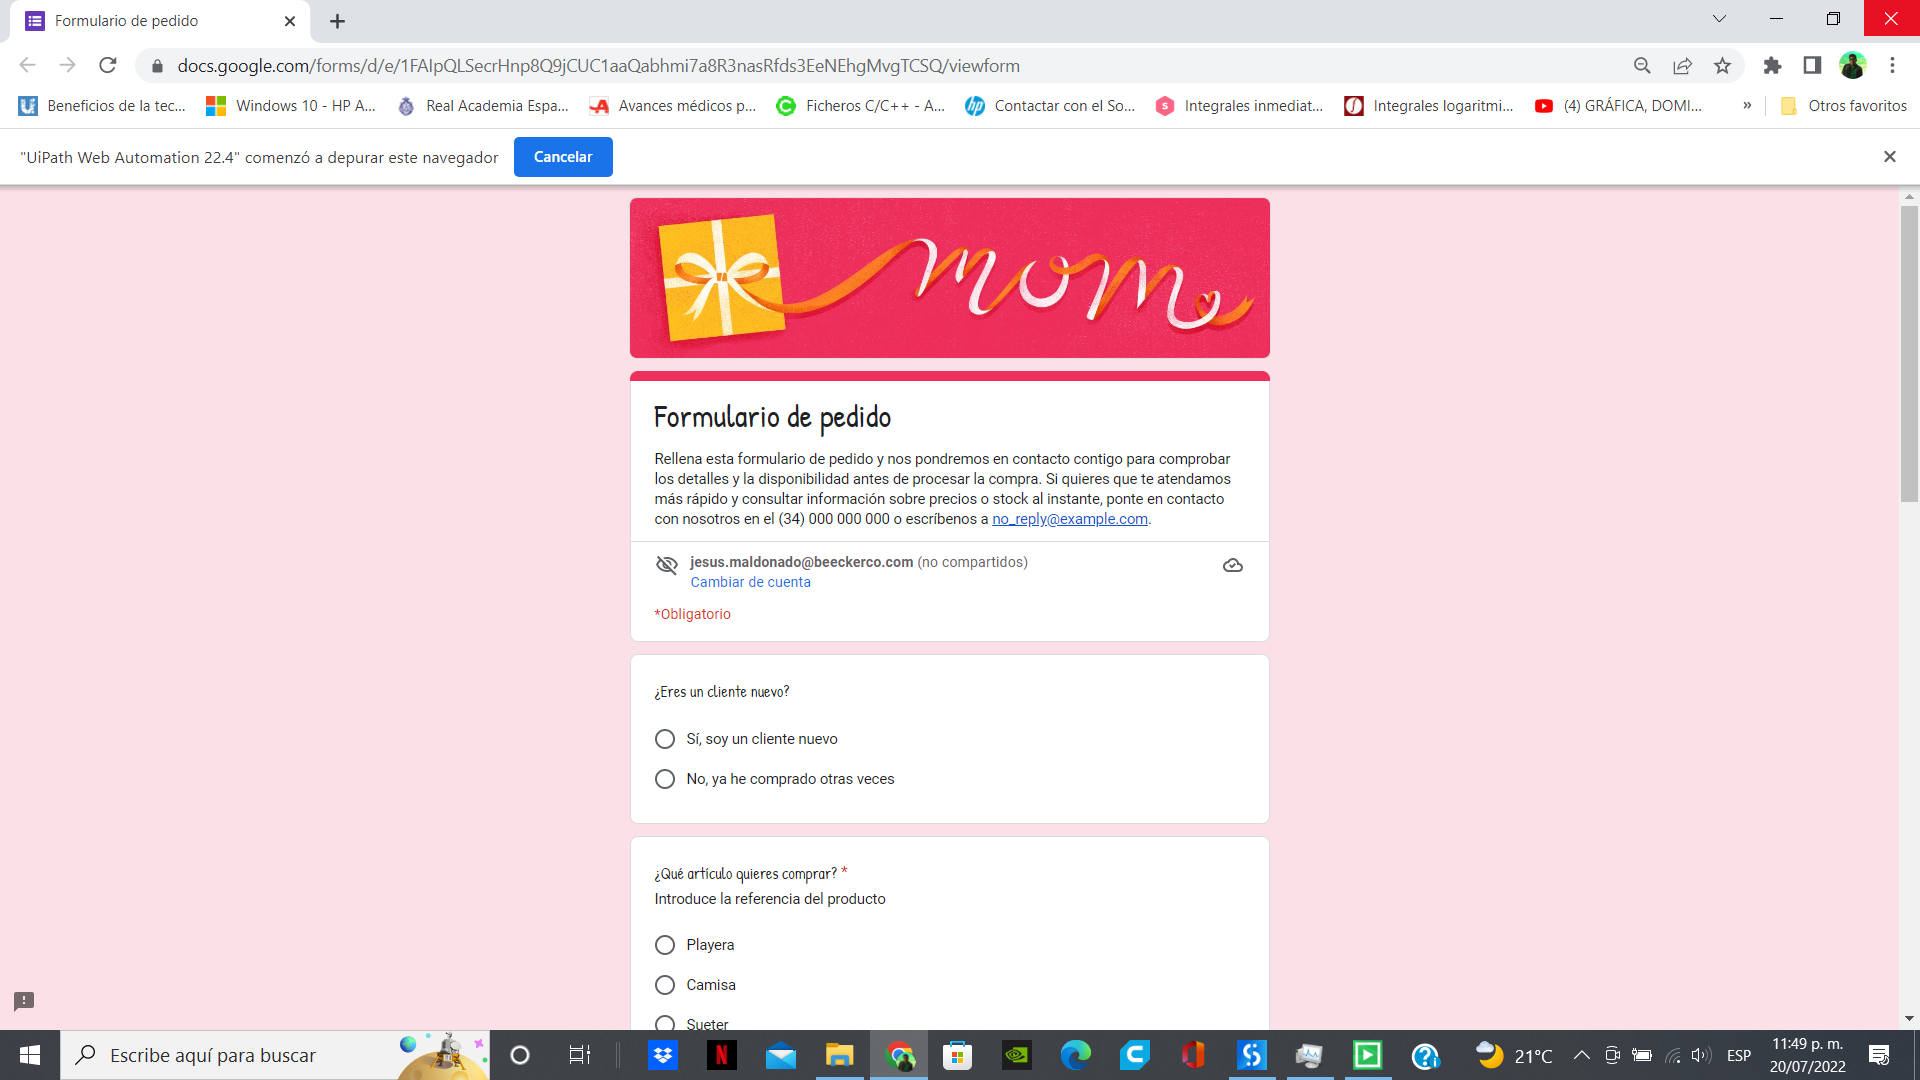 Formulario de pedido
docs.google.com/forms/d/e/1FAIpQLSecrHnp8Q9jCUC1aaQabhmi7a8R3nasRfds3EeNEhgMvgTCSQ/viewform
Beneficios de la tec...
Windows 10 - HP A...
Real Academia Espa...
Avances médicos p...
Ficheros C/C++ - A...
Contactar con el So...
Integrales inmediat...
Integrales logaritmi...
(4) GRÁFICA, DOMI...
»
Otros favoritos
"UiPath Web Automation 22.4" comenzó a depurar este navegador
Cancelar
mom
Formulario de pedido
Rellena esta formulario de pedido y nos pondremos en contacto contigo para comprobar
los detalles y la disponibilidad antes de procesar la compra. Si quieres que te atendamos
más rápido y consultar información sobre precios o stock al instante, ponte en contacto
con nosotros en el (34) 000 000 000 o escríbenos a no_reply@example.com.
jesus.maldonado@beeckerco.com (no compartidos)
Cambiar de cuenta
*Obligatorio
¿Eres un cliente nuevo?
Sí, soy un cliente nuevo
No, ya he comprado otras veces
¿Qué artículo quieres comprar? *
Introduce la referencia del producto
Playera
Camisa
Sueter
Escribe aquí para buscar
21°C
ESP
11:49 p. m.
20/07/2022